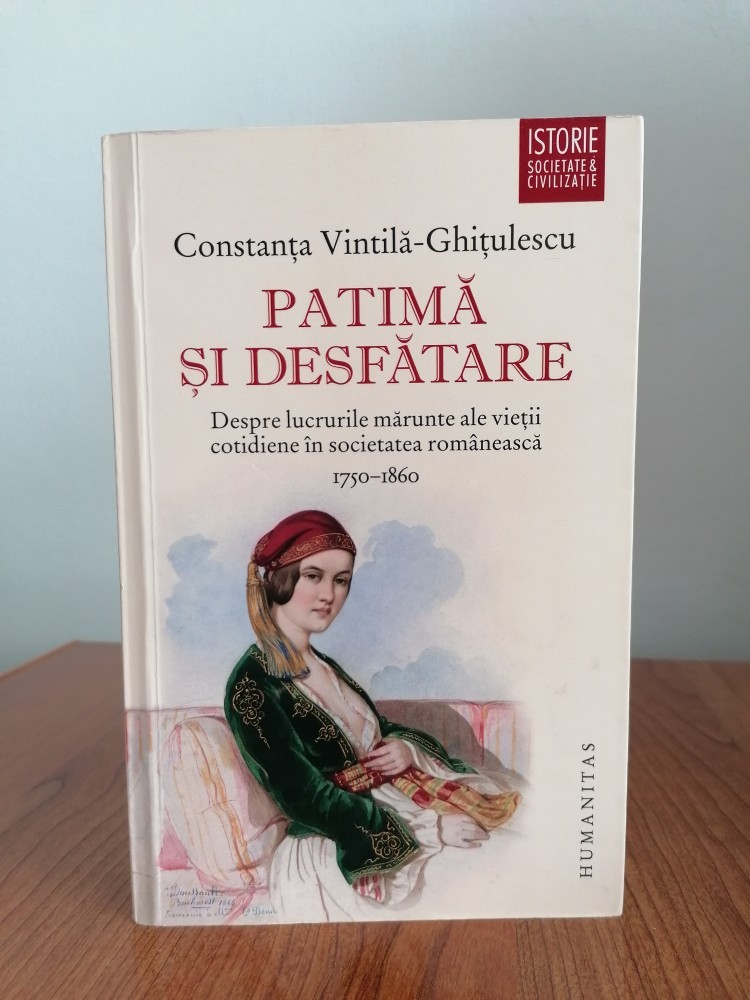 ISTORIE
SOCIETATE &
CIVILIZAȚIE
Constanța Vintilă-Ghițulescu
PATIMĂ
ȘI DESFĂTARE
Despre lucrurile mărunte ale vieții
cotidiene în societatea românească
1750–1860
HUMANITAS
Bucharest